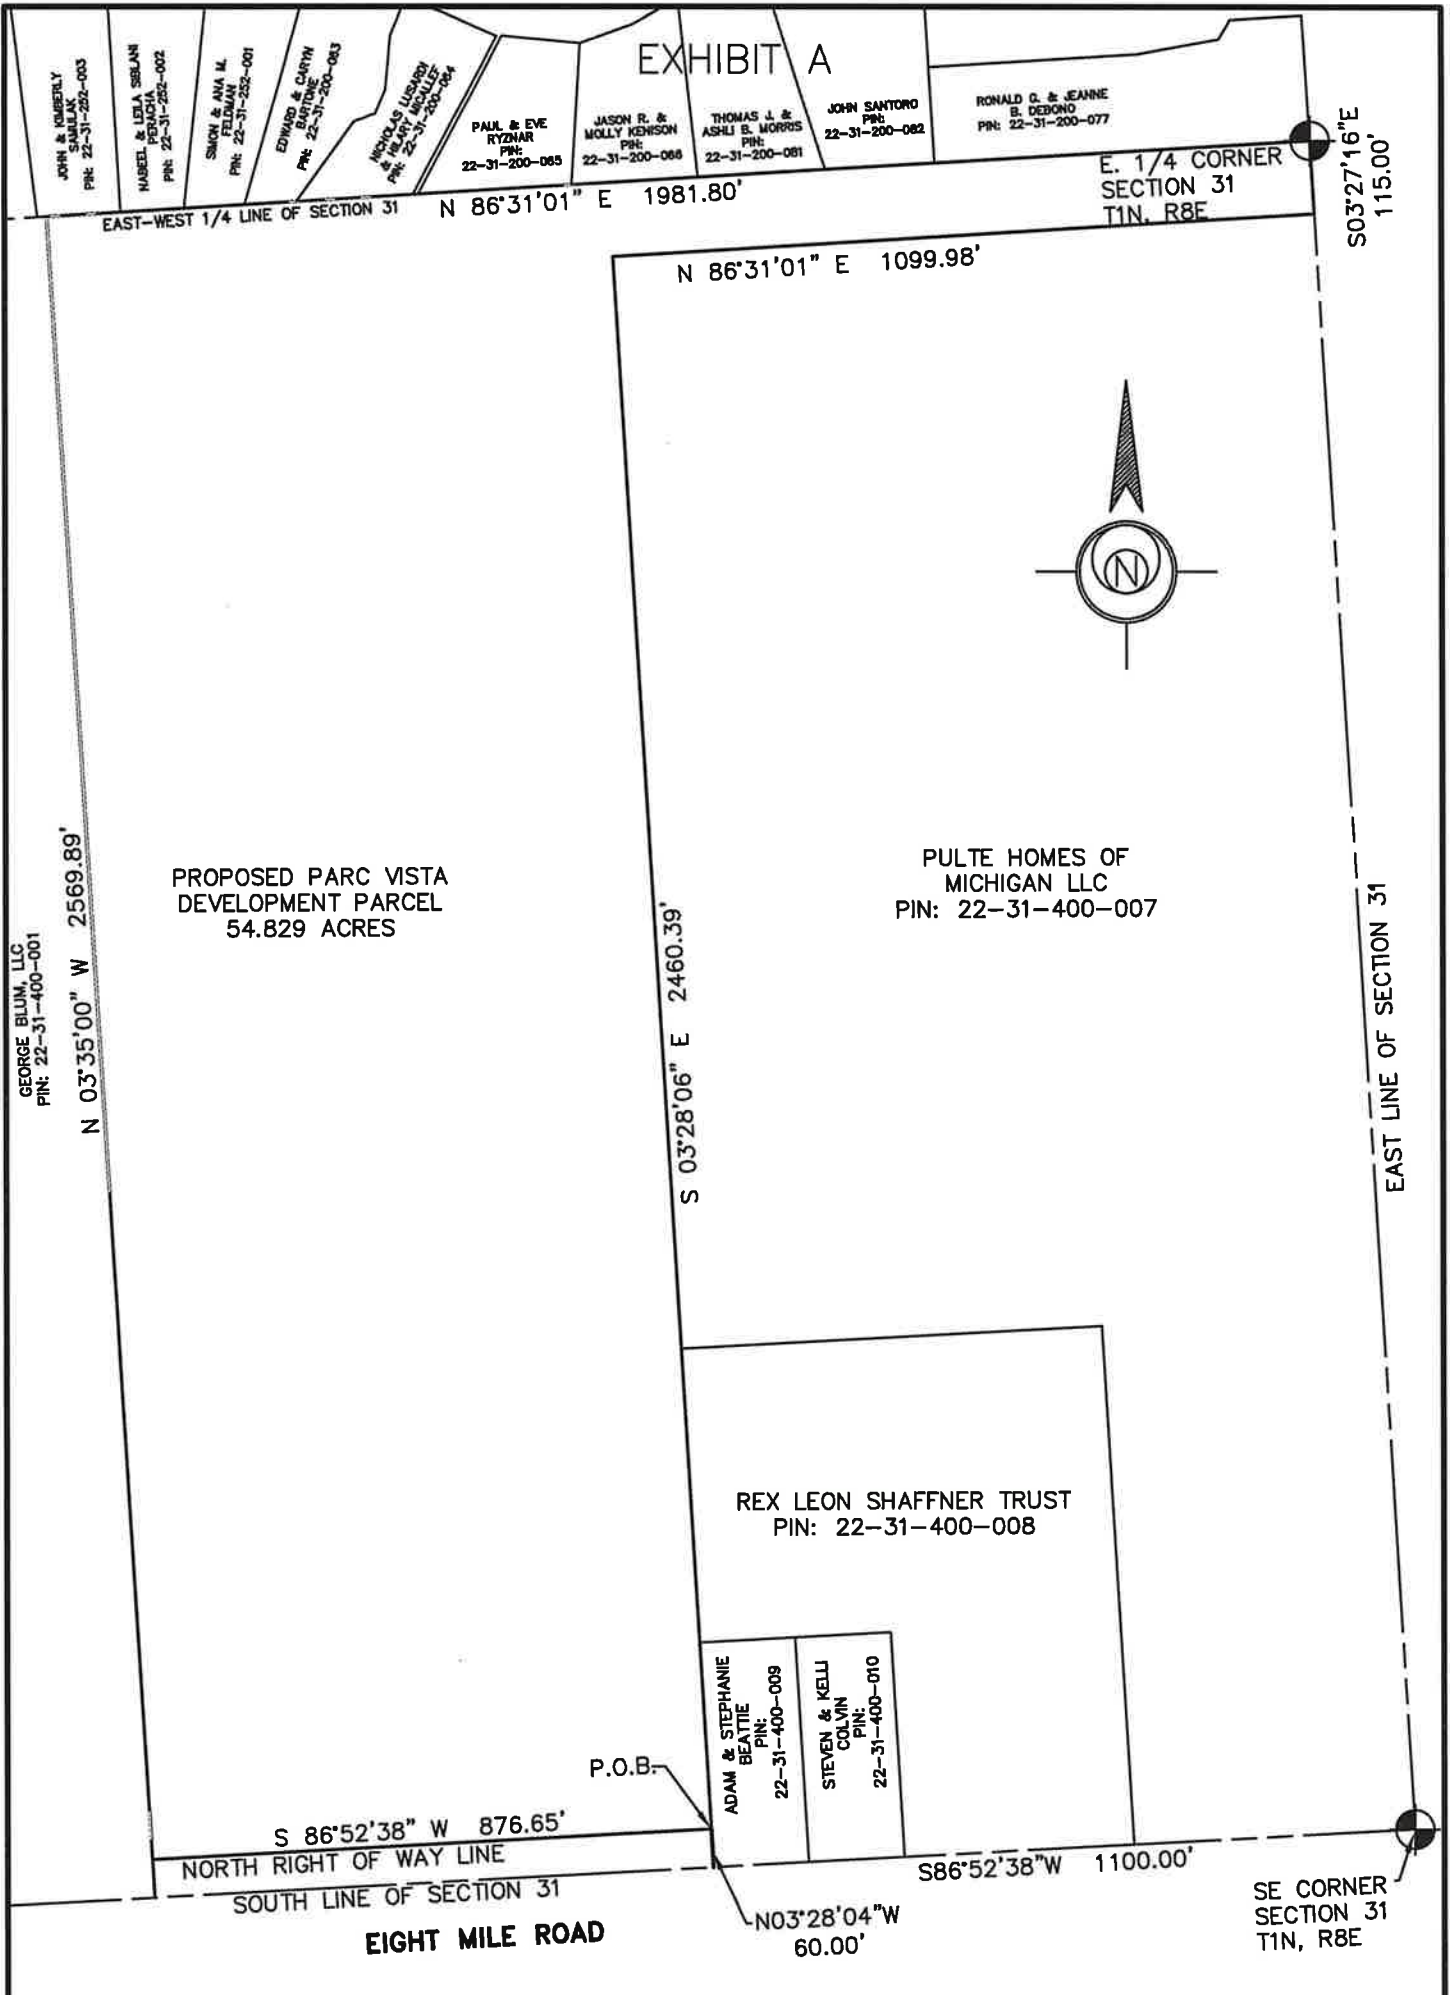 EXHIBIT A
JOHN & KIMBERLY
SAMULAK
PIN: 22-31-252-003
NABEEL & LEILA SIBLANI
PERACHA
PIN: 22-31-252-002
SIMON & ANA M.
FELDMAN
PIN: 22-31-252-001
EDWARD & CARYN
BARTONE
PIN: 22-31-200-083
NICHOLAS LUSARDI
& HILARY MICALLEF
PIN: 22-31-200-084
PAUL & EVE
RYZNAR
PIN:
22-31-200-085
JASON R. &
MOLLY KENISON
PIN:
22-31-200-086
THOMAS J. &
ASHLI B. MORRIS
PIN:
22-31-200-081
JOHN SANTORO
PIN:
22-31-200-082
RONALD G. & JEANNE
B. DEBONO
PIN: 22-31-200-077
E. 1/4 CORNER
SECTION 31
T1N, R8E
S03°27'16"E
115.00'
EAST-WEST 1/4 LINE OF SECTION 31
N 86°31'01" E 1981.80'
N 86°31'01" E 1099.98'
N
GEORGE BLUM, LLC
PIN: 22-31-400-001
N 03°35'00" W 2569.89'
PROPOSED PARC VISTA
DEVELOPMENT PARCEL
54.829 ACRES
S 03°28'06" E 2460.39'
PULTE HOMES OF
MICHIGAN LLC
PIN: 22-31-400-007
EAST LINE OF SECTION 31
REX LEON SHAFFNER TRUST
PIN: 22-31-400-008
ADAM & STEPHANIE
BEATTIE
PIN:
22-31-400-009
STEVEN & KELLI
COLVIN
PIN:
22-31-400-010
P.O.B.
S 86°52'38" W 876.65'
NORTH RIGHT OF WAY LINE
SOUTH LINE OF SECTION 31
EIGHT MILE ROAD
N03°28'04"W
60.00'
S86°52'38"W 1100.00'
SE CORNER
SECTION 31
T1N, R8E